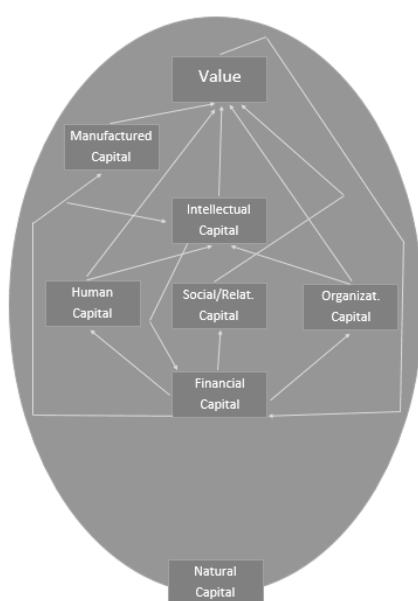 Value
Manufactured
Capital
Intellectual
Capital
Human
Capital
Social/Relat.
Capital
Organizat.
Capital
Financial
Capital
Natural
Capital